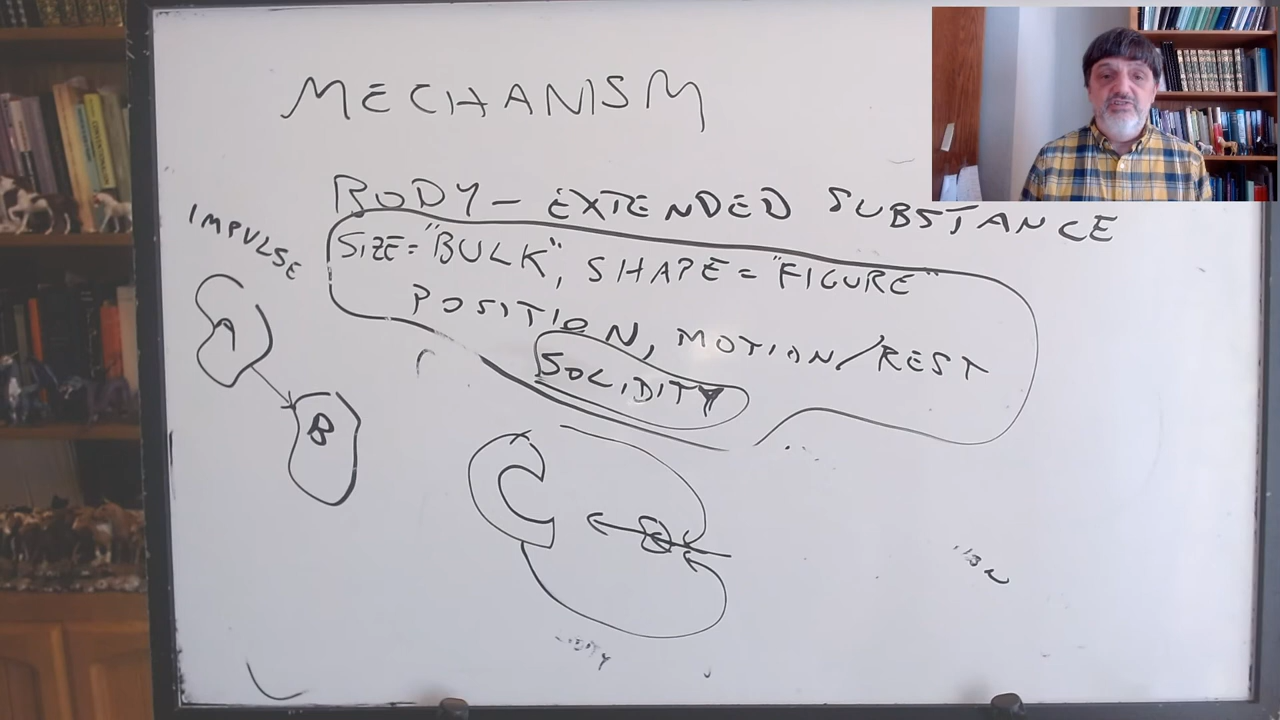 MECHANISM
BODY – EXTENDED SUBSTANCE
IMPULSE
SIZE = "BULK", SHAPE = "FIGURE"
POSITION, MOTION/REST
SOLIDITY
A
B